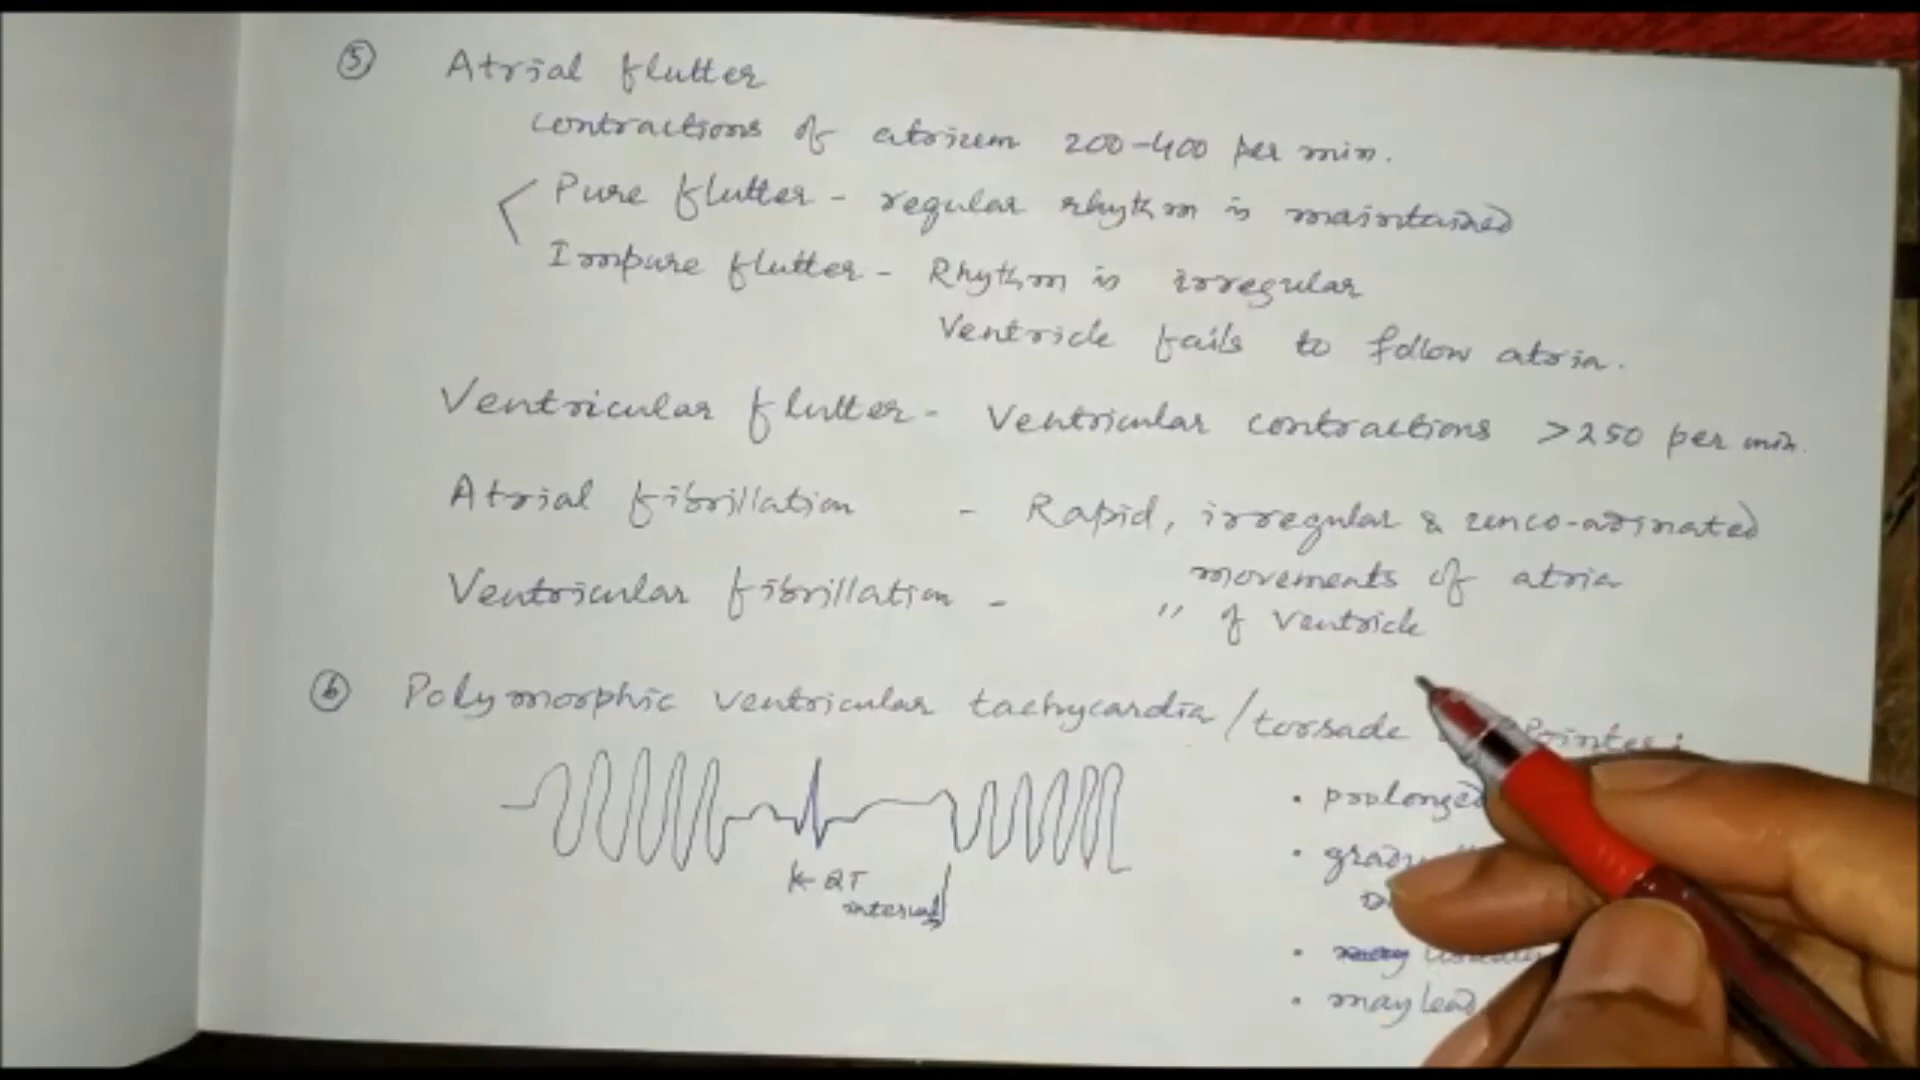 5 Atrial flutter
contractions of atrium 200-400 per min.
Pure flutter - regular rhythm is maintained
Impure flutter - Rhythm is irregular
Ventricle fails to follow atria.
Ventricular flutter - Ventricular contractions >250 per min.
Atrial fibrillation - Rapid, irregular & unco-ordinated
movements of atria
Ventricular fibrillation - " of ventricle
6 Polymorphic ventricular tachycardia/torsade Pointes:
• prolonged
QT
interval
•
•
• may lead